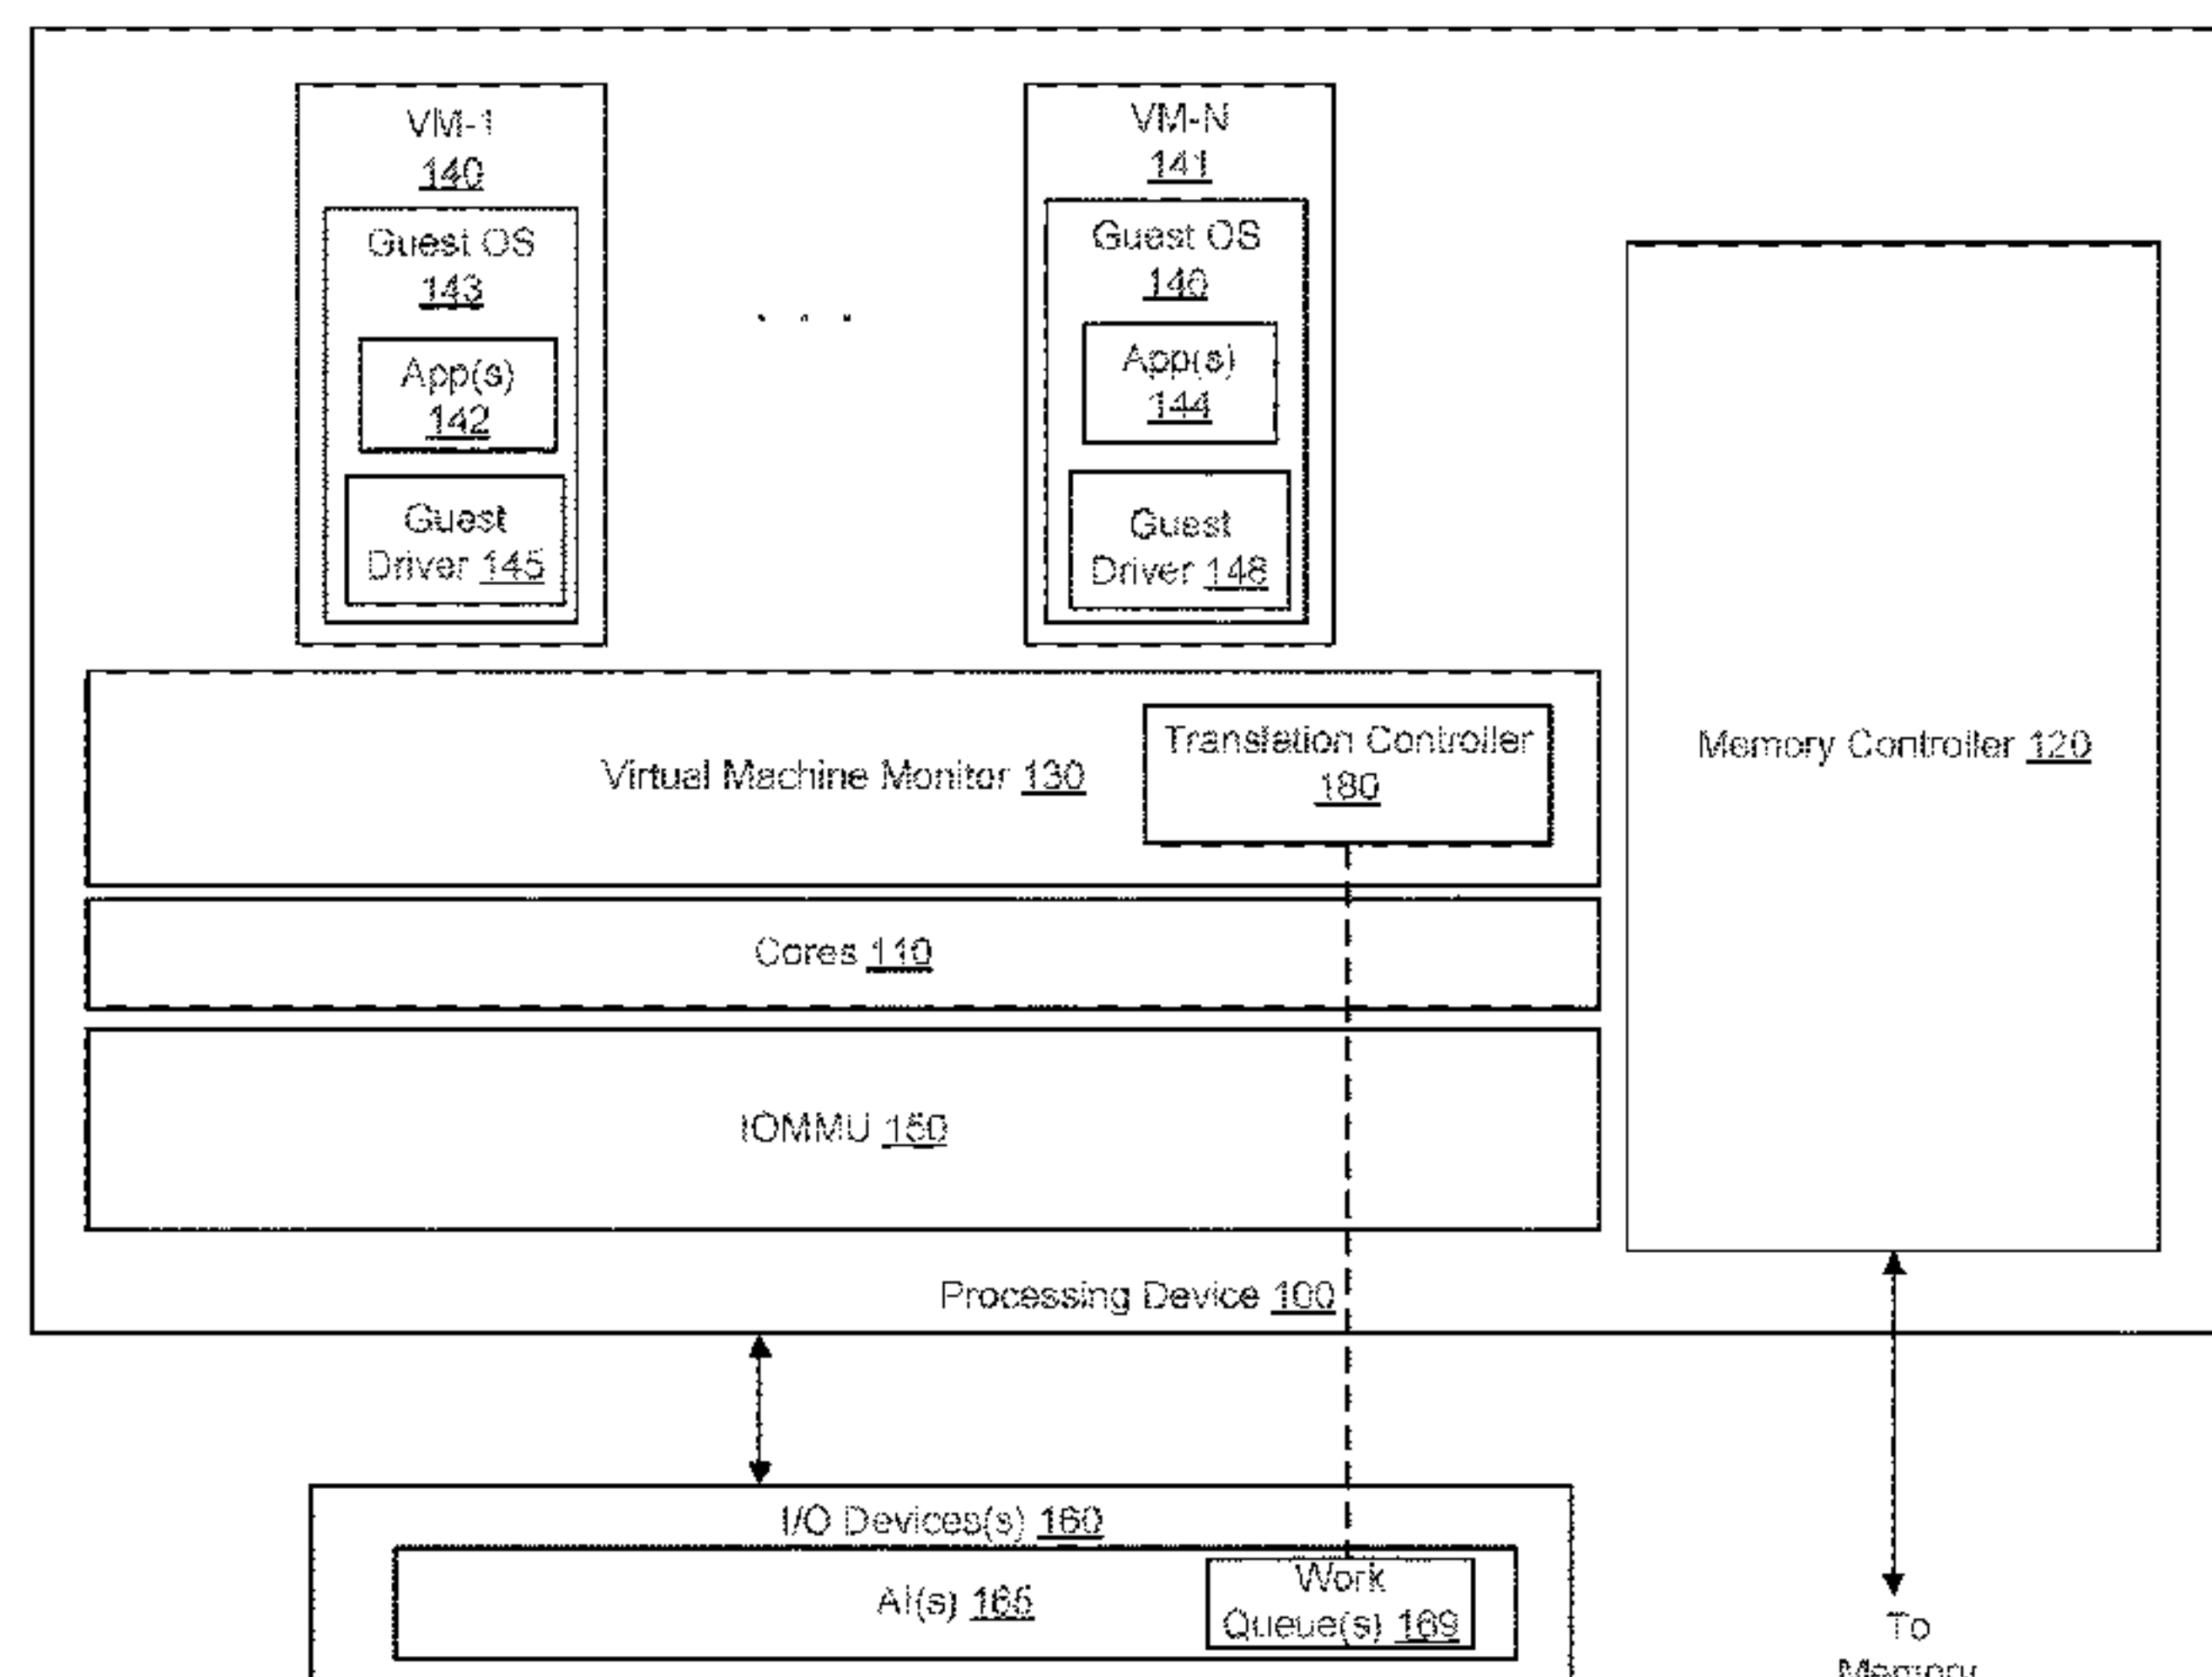 VM-1
140
Guest OS
143
App(s)
142
Guest
Driver 145
. . .
VM-N
141
Guest OS
146
App(s)
144
Guest
Driver 148
Virtual Machine Monitor 130
Translation Controller
180
Memory Controller 120
Cores 110
IOMMU 150
Processing Device 100
I/O Devices(s) 160
AI(s) 165
Work
Queue(s) 169
To
Memory